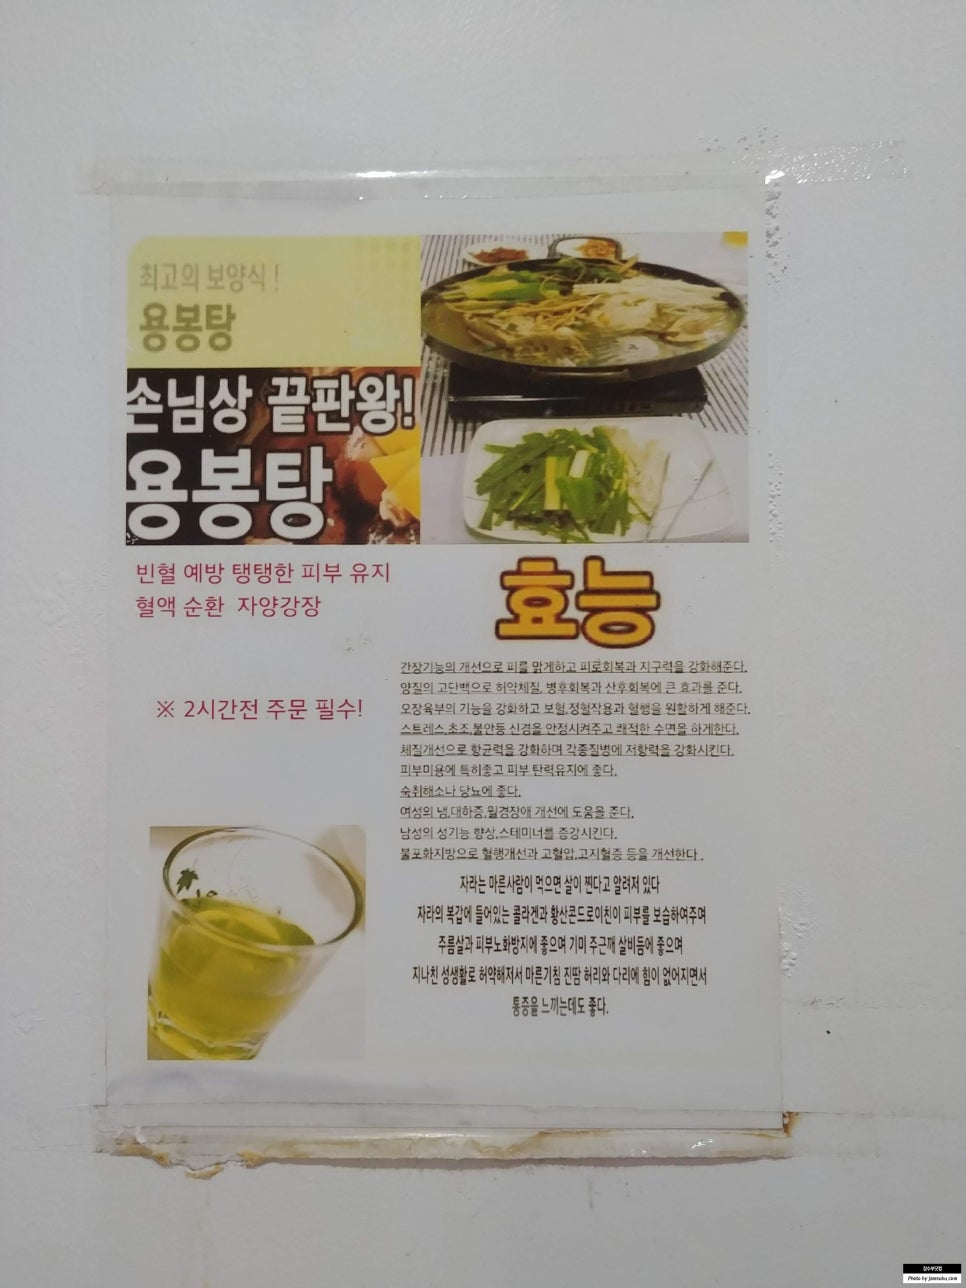 최고의 보양식 !
용봉탕
손님상 끝판왕!
용봉탕
빈혈 예방 탱탱한 피부 유지
혈액 순환 자양강장
※ 2시간전 주문 필수!
효능
간장기능의 개선으로 피를 맑게하고 피로회복과 지구력을 강화해준다.
양질의 고단백으로 허약체질, 병후회복과 산후회복에 큰 효과를 준다.
오장육부의 기능을 강화하고 보혈,정혈작용과 혈행을 원활하게 해준다.
스트레스,초조,불안등 신경을 안정시켜주고 쾌적한 수면을 하게한다.
체질개선으로 항균력을 강화하며 각종질병에 저항력을 강화시킨다.
피부미용에 특히좋고 피부 탄력유지에 좋다.
숙취해소나 당뇨에 좋다.
여성의 냉,대하증,월경장애 개선에 도움을 준다.
남성의 성기능 향상,스테미너를 증강시킨다.
불포화지방으로 혈행개선과 고혈압,고지혈증 등을 개선한다 .
자라는 마른사람이 먹으면 살이 찐다고 알려저 있다
자라의 복갑에 들어있는 콜라겐과 황산콘드로이친이 피부를 보습하여주며
주름살과 피부노화방지에 좋으며 기미 주근깨 살비듬에 좋으며
지나친 성생활로 허약해저서 마른기침 진땀 허리와 다리에 힘이 없어지면서
통증을 느끼는데도 좋다.
Photo by jinsubu.com